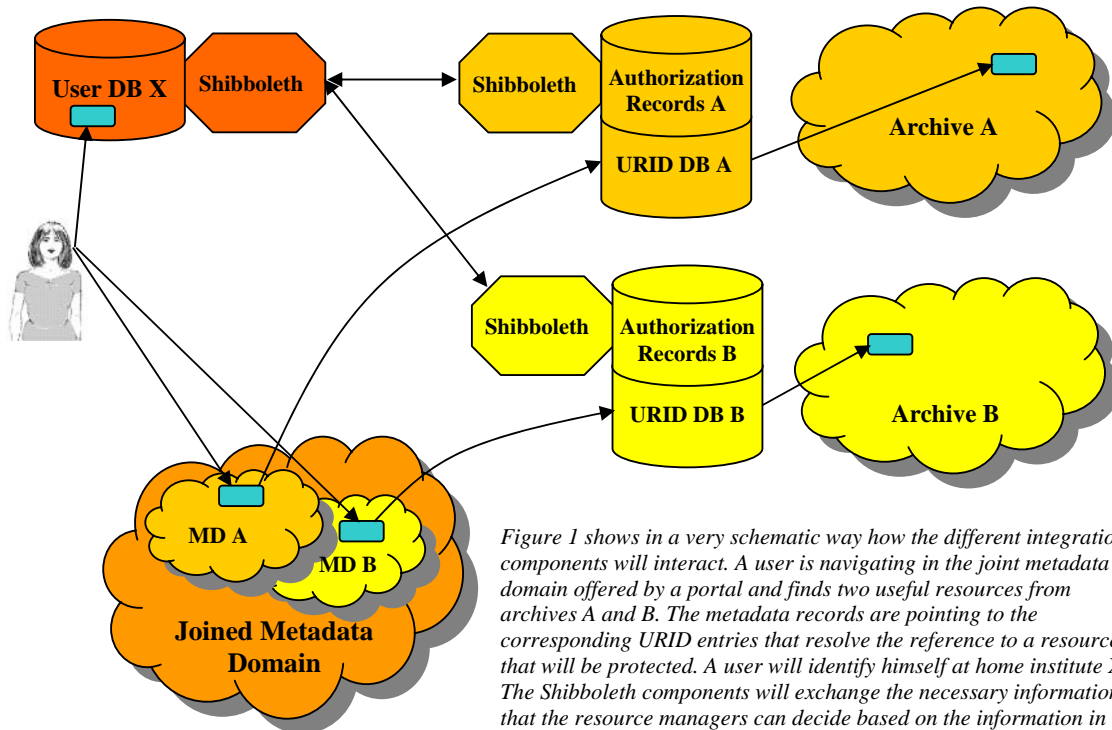 User DB X
Shibboleth
Shibboleth
Authorization
Records A
URID DB A
Archive A
Shibboleth
Authorization
Records B
URID DB B
Archive B
MD A
MD B
Joined Metadata
Domain
Figure 1 shows in a very schematic way how the different integratio
components will interact. A user is navigating in the joint metadata
domain offered by a portal and finds two useful resources from
archives A and B. The metadata records are pointing to the
corresponding URID entries that resolve the reference to a resource
that will be protected. A user will identify himself at home institute X
The Shibboleth components will exchange the necessary information
that the resource managers can decide based on the information in